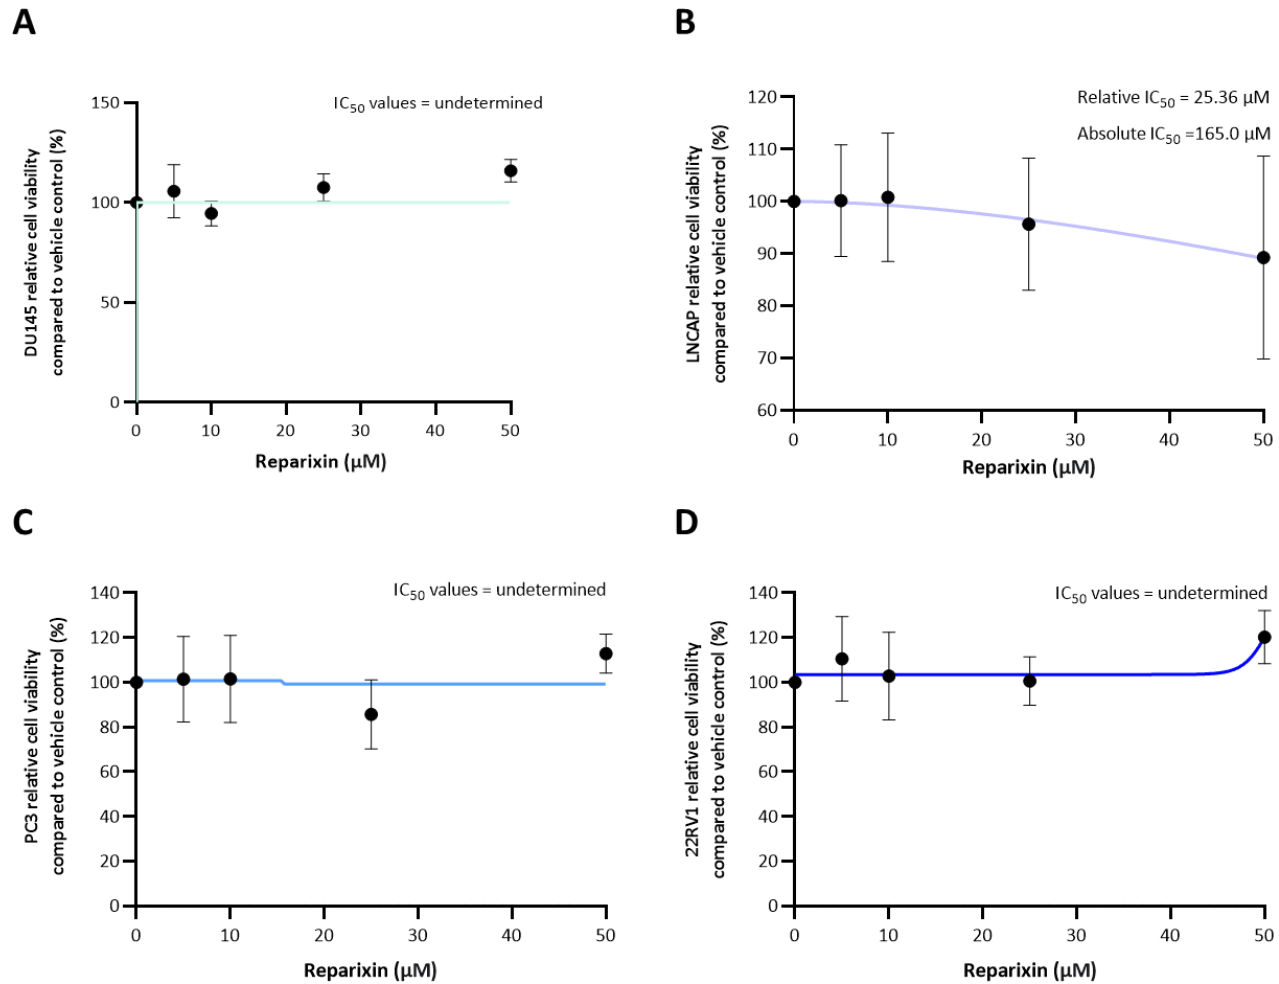 A
IC50 values = undetermined
DU145 relative cell viability
compared to vehicle control (%)
150
100
50
0
0 10 20 30 40 50
Reparixin (µM)
B
Relative IC50 = 25.36 µM
Absolute IC50 =165.0 µM
LNCAP relative cell viability
compared to vehicle control (%)
120
110
100
90
80
70
60
0 10 20 30 40 50
Reparixin (µM)
C
IC50 values = undetermined
PC3 relative cell viability
compared to vehicle control (%)
140
120
100
80
60
40
20
0
0 10 20 30 40 50
Reparixin (µM)
D
IC50 values = undetermined
22RV1 relative cell viability
compared to vehicle control (%)
140
120
100
80
60
40
20
0
0 10 20 30 40 50
Reparixin (µM)